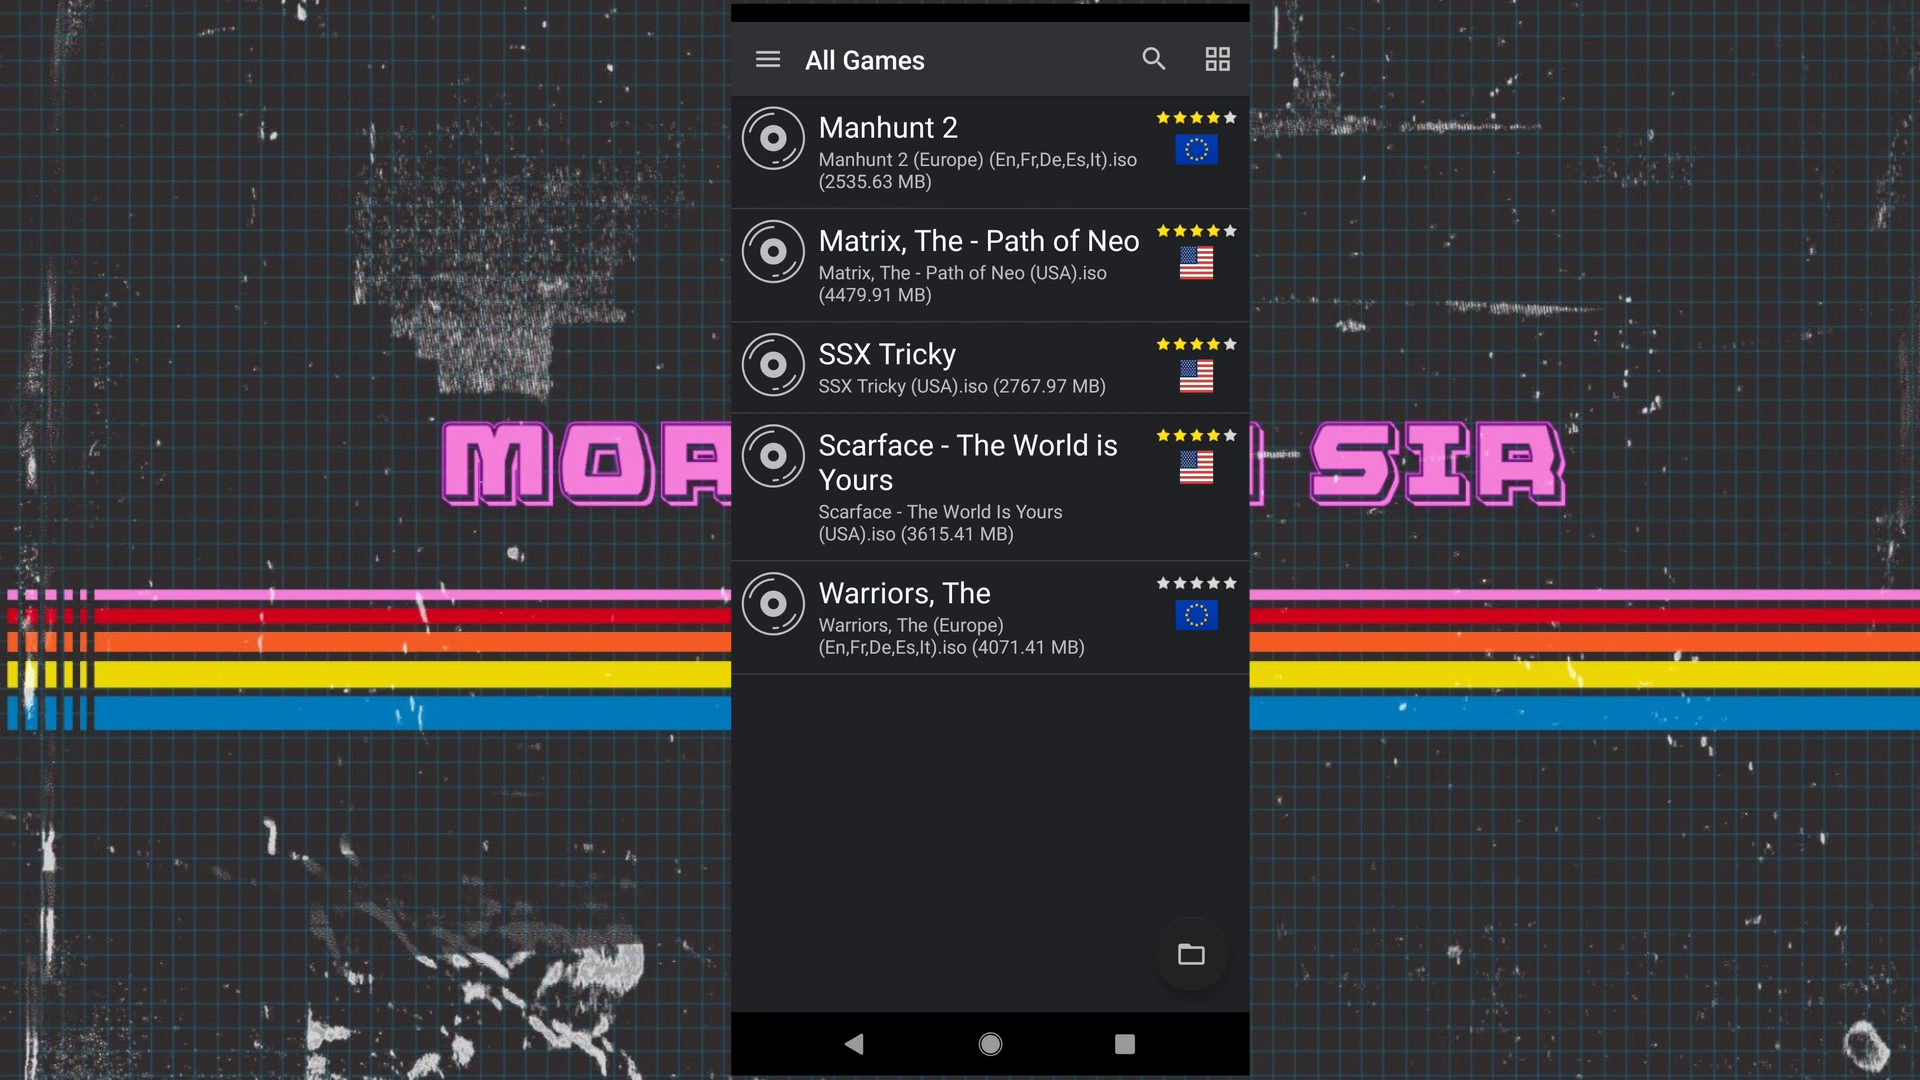 All Games
Manhunt 2
Manhunt 2 (Europe) (En,Fr,De,Es,It).iso
(2535.63 MB)
Matrix, The - Path of Neo
Matrix, The - Path of Neo (USA).iso
(4479.91 MB)
SSX Tricky
SSX Tricky (USA).iso (2767.97 MB)
Scarface - The World is
Yours
Scarface - The World Is Yours
(USA).iso (3615.41 MB)
Warriors, The
Warriors, The (Europe)
(En,Fr,De,Es,It).iso (4071.41 MB)
SIR